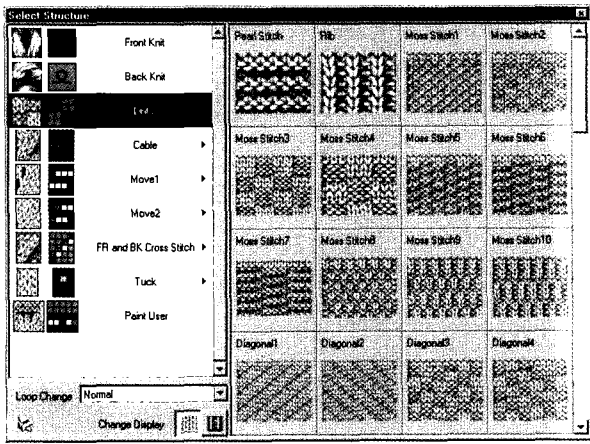 Select Structure
Front Knit
Back Knit
Cable
Move1
Move2
FR and BK Cross Stitch
Tuck
Paint User
Loop Change Normal
Change Display
Pearl Stitch Rib Moss Stitch1 Moss Stitch2
Moss Stitch3 Moss Stitch4 Moss Stitch5 Moss Stitch6
Moss Stitch7 Moss Stitch8 Moss Stitch9 Moss Stitch10
Diagonal1 Diagonal2 Diagonal3 Diagonal4